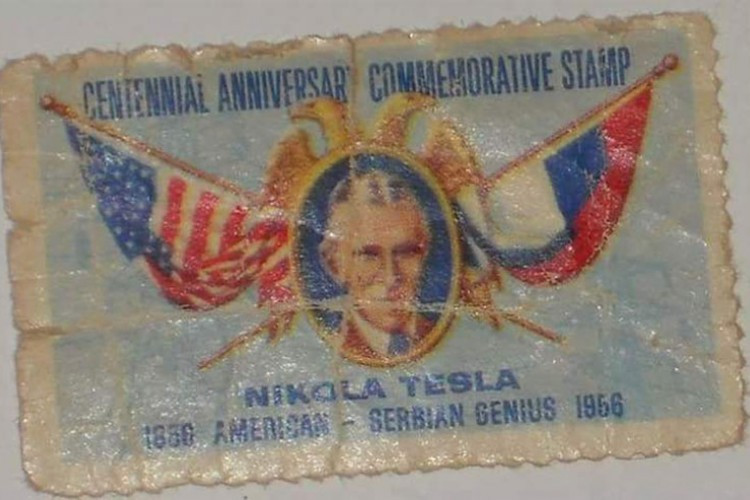 CENTENNIAL ANNIVERSARY COMMEMORATIVE STAMP
NIKOLA TESLA
1856 AMERICAN - SERBIAN GENIUS 1956